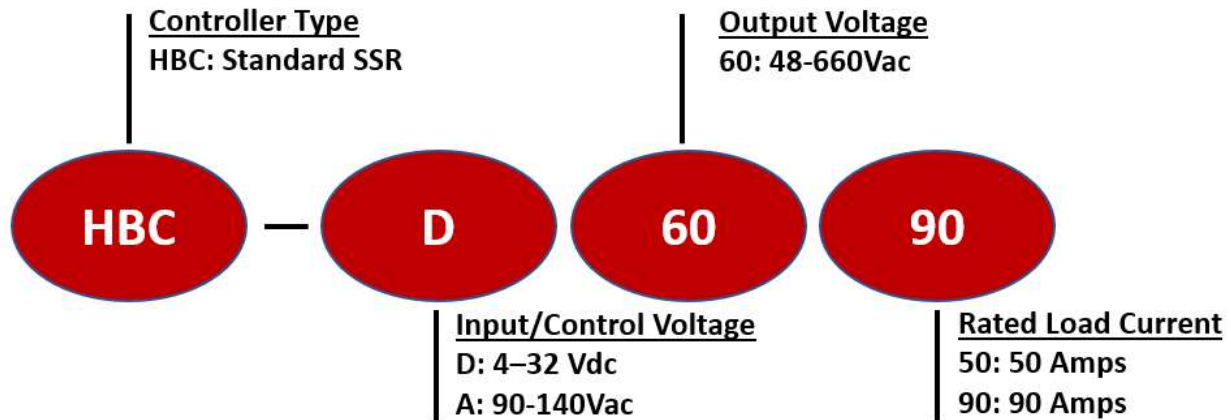 Controller Type
HBC: Standard SSR
Output Voltage
60: 48-660Vac
HBC – D 60 90
Input/Control Voltage
D: 4–32 Vdc
A: 90-140Vac
Rated Load Current
50: 50 Amps
90: 90 Amps